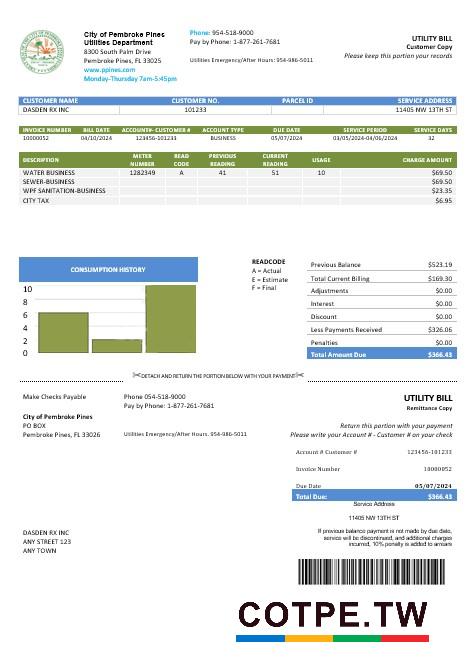 City of Pembroke Pines
Utilities Department
8300 South Palm Drive
Pembroke Pines, FL 33025
www.ppines.com
Monday-Thursday 7am-5:45pm
Phone: 954-518-9000
Pay by Phone: 1-877-261-7681
Utilities Emergency/After Hours: 954-986-5011
UTILITY BILL
Customer Copy
Please keep this portion your records
CUSTOMER NAME CUSTOMER NO. PARCEL ID SERVICE ADDRESS
DASDEN RX INC 101233 11405 NW 13TH ST
INVOICE NUMBER BILL DATE ACCOUNT#-CUSTOMER # ACCOUNT TYPE DUE DATE SERVICE PERIOD SERVICE DAYS
10000052 04/10/2024 123456-101233 BUSINESS 05/07/2024 03/05/2024-04/06/2024 32
DESCRIPTION METER NUMBER READ CODE PREVIOUS READING CURRENT READING USAGE CHARGE AMOUNT
WATER BUSINESS 1282349 A 41 51 10 $69.50
SEWER-BUSINESS $69.50
WPF SANITATION-BUSINESS $23.35
CITY TAX $6.95
CONSUMPTION HISTORY
10
8
6
4
2
0
READCODE
A = Actual
E = Estimate
F = Final
Previous Balance $523.19
Total Current Billing $169.30
Adjustments $0.00
Interest $0.00
Discount $0.00
Less Payments Received $326.06
Penalties $0.00
Total Amount Due $366.43
DETACH AND RETURN THE PORTION BELOW WITH YOUR PAYMENT
Make Checks Payable
City of Pembroke Pines
PO BOX
Pembroke Pines, FL 33026
Phone 054-518-9000
Pay by Phone: 1-877-261-7681
Utilities Emergency/After Hours. 954-986-5011
UTILITY BILL
Remittance Copy
Return this portion with your payment
Please write your Account # - Customer # on your check
Account # Customer # 123456-101233
Invoice Number 10000052
Due Date 05/07/2024
Total Due: $366.43
Service Address
11405 NW 13TH ST
If previous balance payment is not made by due date,
service will be discontinued, and additional charges
incurred, 10% penalty is added to arrears
DASDEN RX INC
ANY STREET 123
ANY TOWN
COTPE.TW